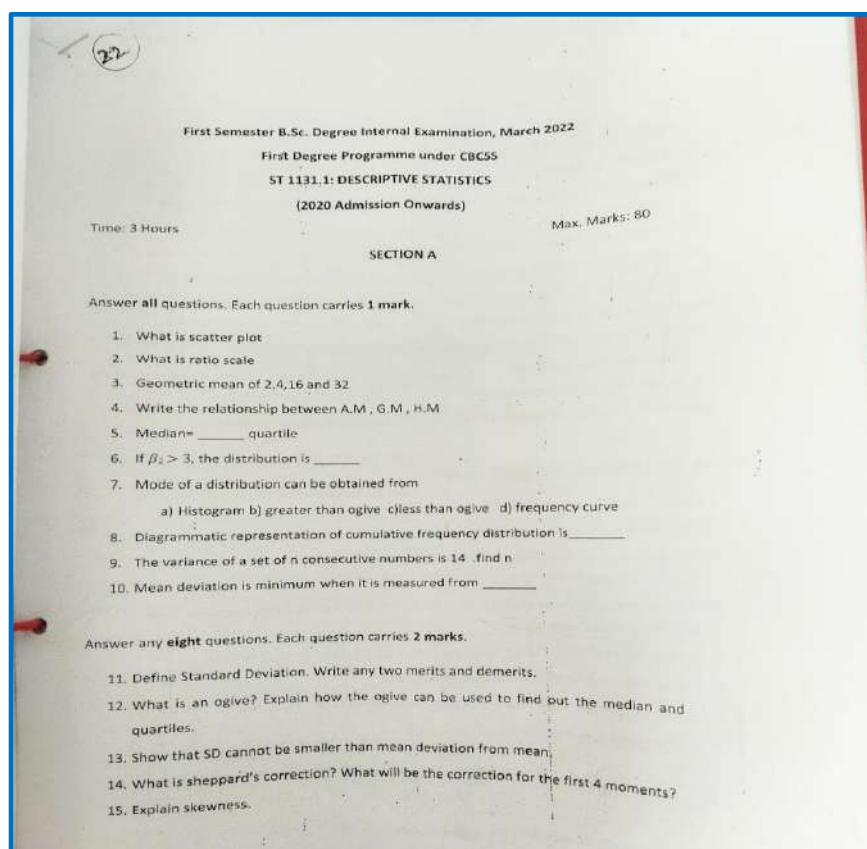 22
First Semester B.Sc. Degree Internal Examination, March 2022
First Degree Programme under CBCSS
ST 1131.1: DESCRIPTIVE STATISTICS
(2020 Admission Onwards)
Time: 3 Hours Max. Marks: 80
SECTION A
Answer all questions. Each question carries 1 mark.
1. What is scatter plot
2. What is ratio scale
3. Geometric mean of 2,4,16 and 32
4. Write the relationship between A.M , G.M , H.M
5. Median= ______ quartile
6. If β₂ > 3, the distribution is ______
7. Mode of a distribution can be obtained from
a) Histogram b) greater than ogive c)less than ogive d) frequency curve
8. Diagrammatic representation of cumulative frequency distribution is_______
9. The variance of a set of n consecutive numbers is 14 .find n
10. Mean deviation is minimum when it is measured from _______
Answer any eight questions. Each question carries 2 marks.
11. Define Standard Deviation. Write any two merits and demerits.
12. What is an ogive? Explain how the ogive can be used to find out the median and
quartiles.
13. Show that SD cannot be smaller than mean deviation from mean.
14. What is sheppard's correction? What will be the correction for the first 4 moments?
15. Explain skewness.